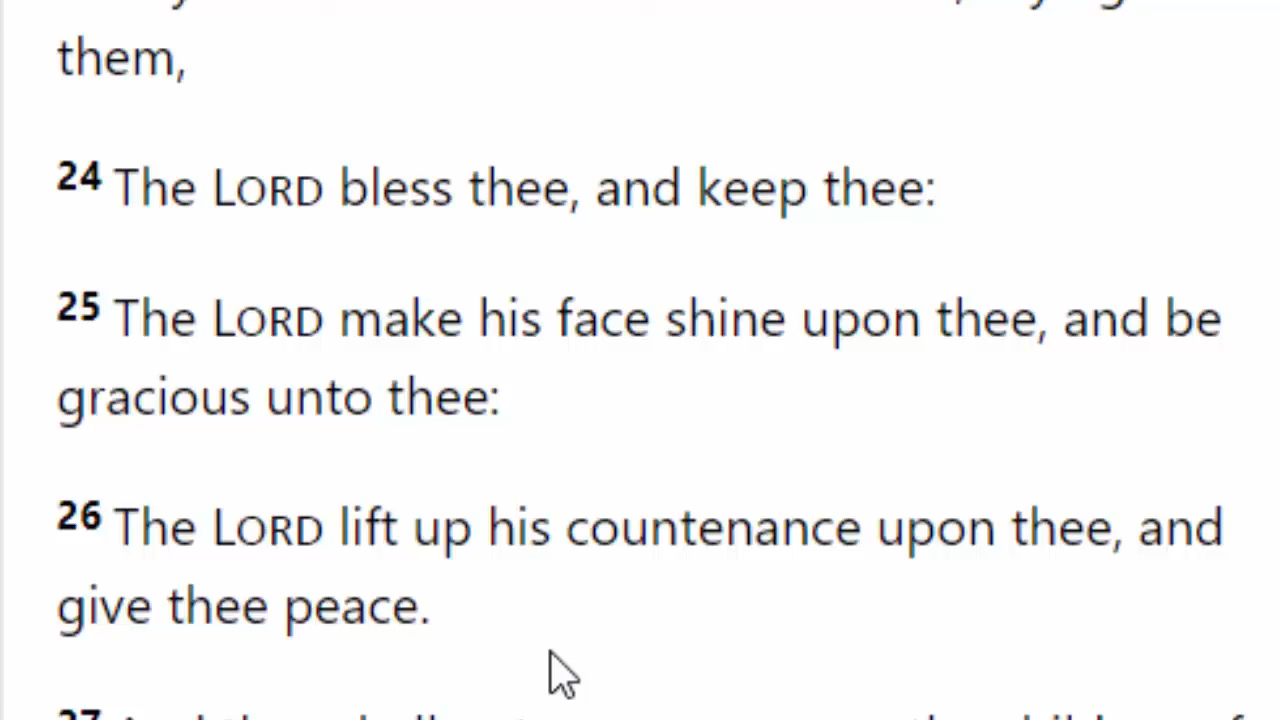 them,
24 The LORD bless thee, and keep thee:
25 The LORD make his face shine upon thee, and be
gracious unto thee:
26 The LORD lift up his countenance upon thee, and
give thee peace.
27